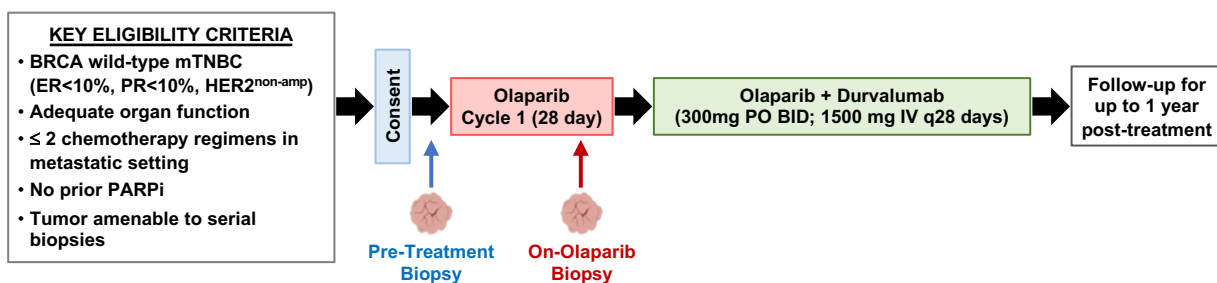 KEY ELIGIBILITY CRITERIA
• BRCA wild-type mTNBC
(ER<10%, PR<10%, HER2non-amp)
• Adequate organ function
• ≤ 2 chemotherapy regimens in
metastatic setting
• No prior PARPi
• Tumor amenable to serial
biopsies
Consent
Olaparib
Cycle 1 (28 day)
Olaparib + Durvalumab
(300mg PO BID; 1500 mg IV q28 days)
Follow-up for
up to 1 year
post-treatment
Pre-Treatment
Biopsy
On-Olaparib
Biopsy